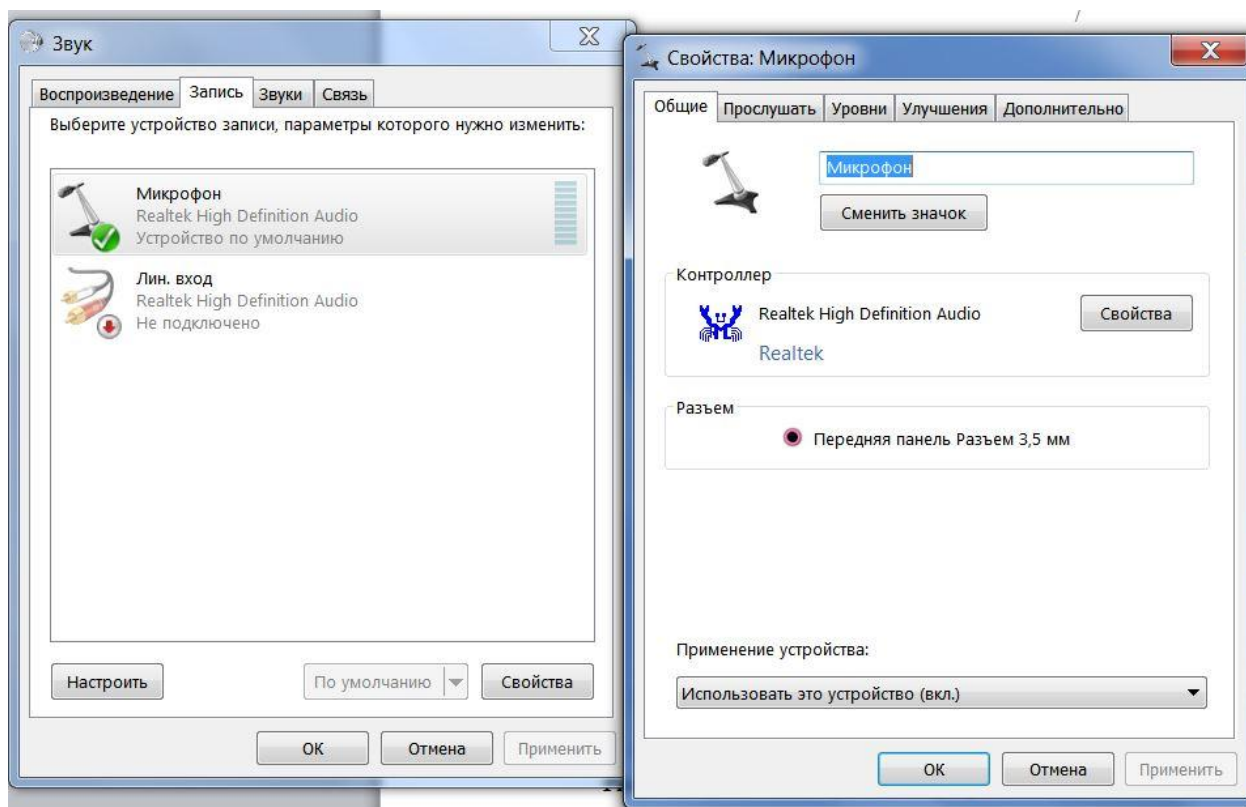 Звук
Воспроизведение Запись Звуки Связь
Выберите устройство записи, параметры которого нужно изменить:
Микрофон
Realtek High Definition Audio
Устройство по умолчанию
Лин. вход
Realtek High Definition Audio
Не подключено
Настроить По умолчанию Свойства
ОК Отмена Применить
Свойства: Микрофон
Общие Прослушать Уровни Улучшения Дополнительно
Микрофон
Сменить значок
Контроллер
Realtek High Definition Audio Свойства
Realtek
Разъем
Передняя панель Разъем 3,5 мм
Применение устройства:
Использовать это устройство (вкл.)
ОК Отмена Применить